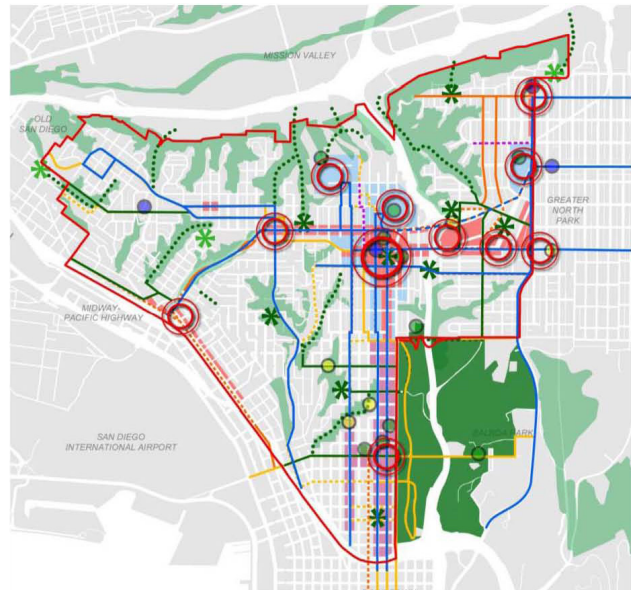 MISSION VALLEY
OLD
SAN DIEGO
GREATER
NORTH
PARK
MIDWAY-
PACIFIC HIGHWAY
SAN DIEGO
INTERNATIONAL AIRPORT
BALBOA PARK